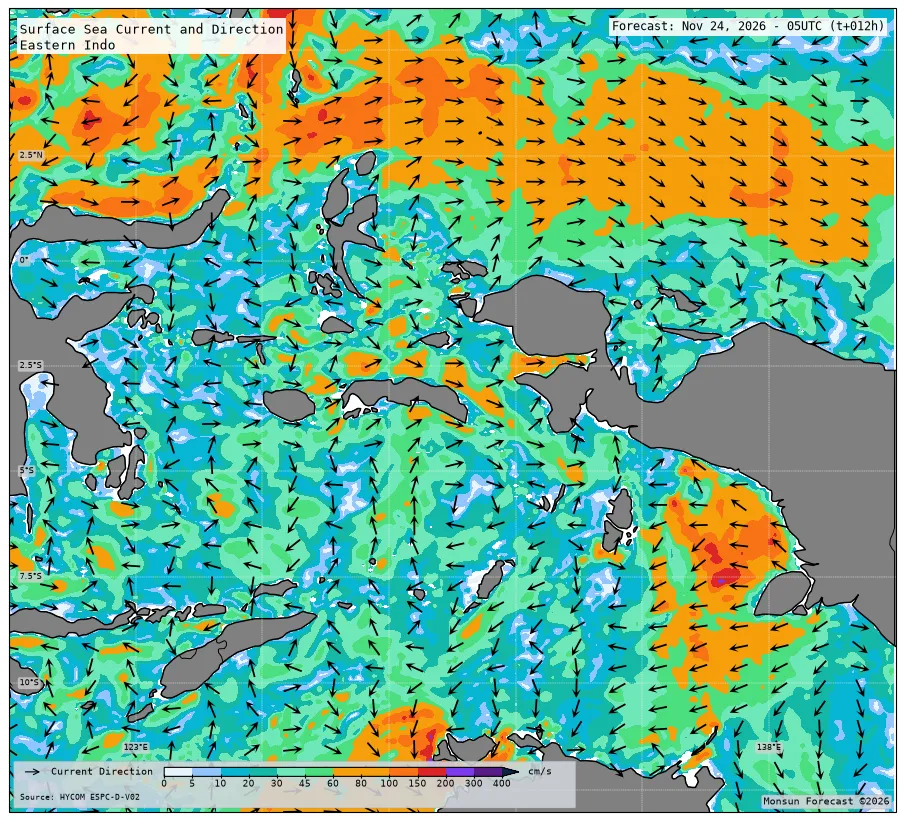 Surface Sea Current and Direction
Eastern Indo
Forecast: Nov 24, 2026 - 05UTC (t+012h)
2.5°N
0°
2.5°S
5°S
7.5°S
10°S
123°E
138°E
Current Direction
cm/s
0 5 10 20 30 45 60 80 100 150 200 300 400
Source: HYCOM ESPC-D-V02
Monsun Forecast ©2026